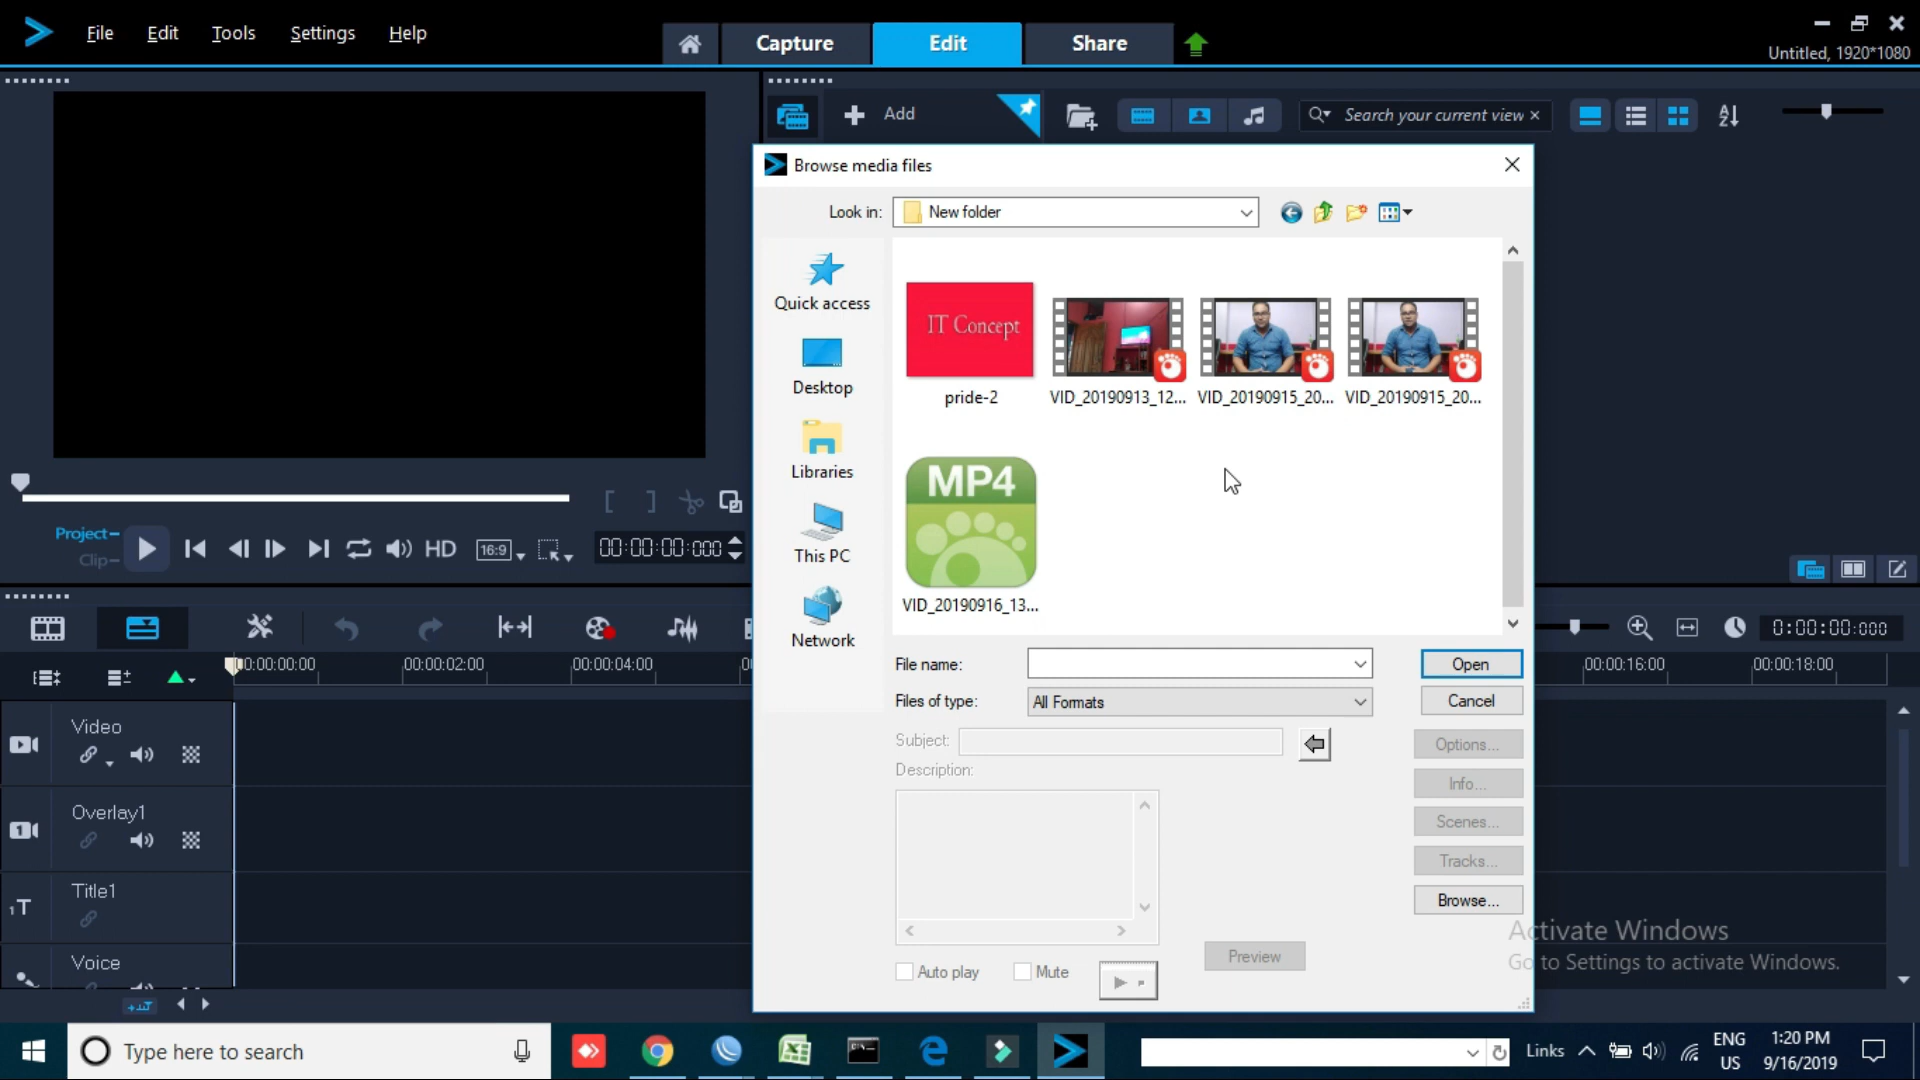 File Edit Tools Settings Help
Capture Edit Share
Untitled, 1920*1080
Add
Search your current view ×
Browse media files
Look in: New folder
Quick access
Desktop
Libraries
This PC
Network
IT Concept
pride-2
VID_20190913_12...
VID_20190915_20...
VID_20190915_20...
MP4
VID_20190916_13...
File name:
Open
Files of type: All Formats
Cancel
Subject:
Options...
Description:
Info...
Scenes...
Tracks...
Browse...
Auto play Mute
Preview
Project–
Clip–
HD
16:9
00:00:00:000
0:00:00:000
00:00:00:00 00:00:02:00 00:00:04:00
00:00:16:00 00:00:18:00
Video
Overlay1
Title1
Voice
Activate Windows
Go to Settings to activate Windows.
Type here to search
Links
ENG
US
1:20 PM
9/16/2019